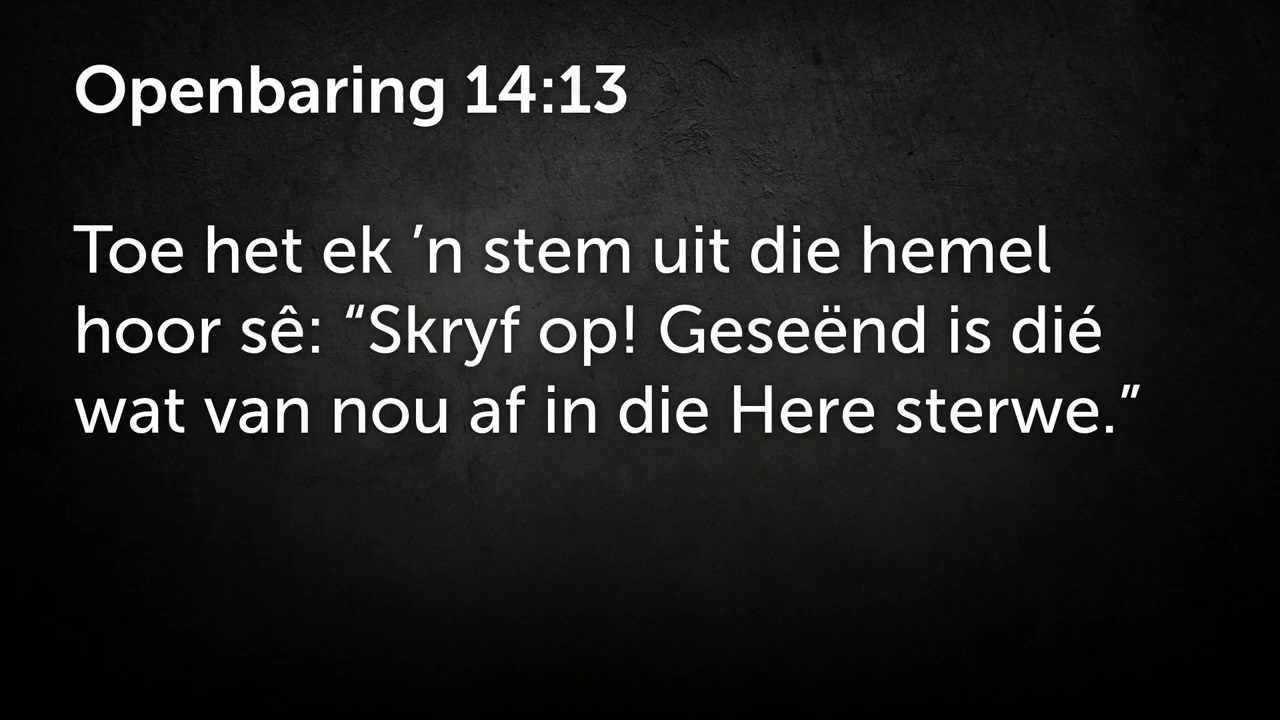 Openbaring 14:13
Toe het ek ’n stem uit die hemel
hoor sê: “Skryf op! Geseënd is dié
wat van nou af in die Here sterwe.”